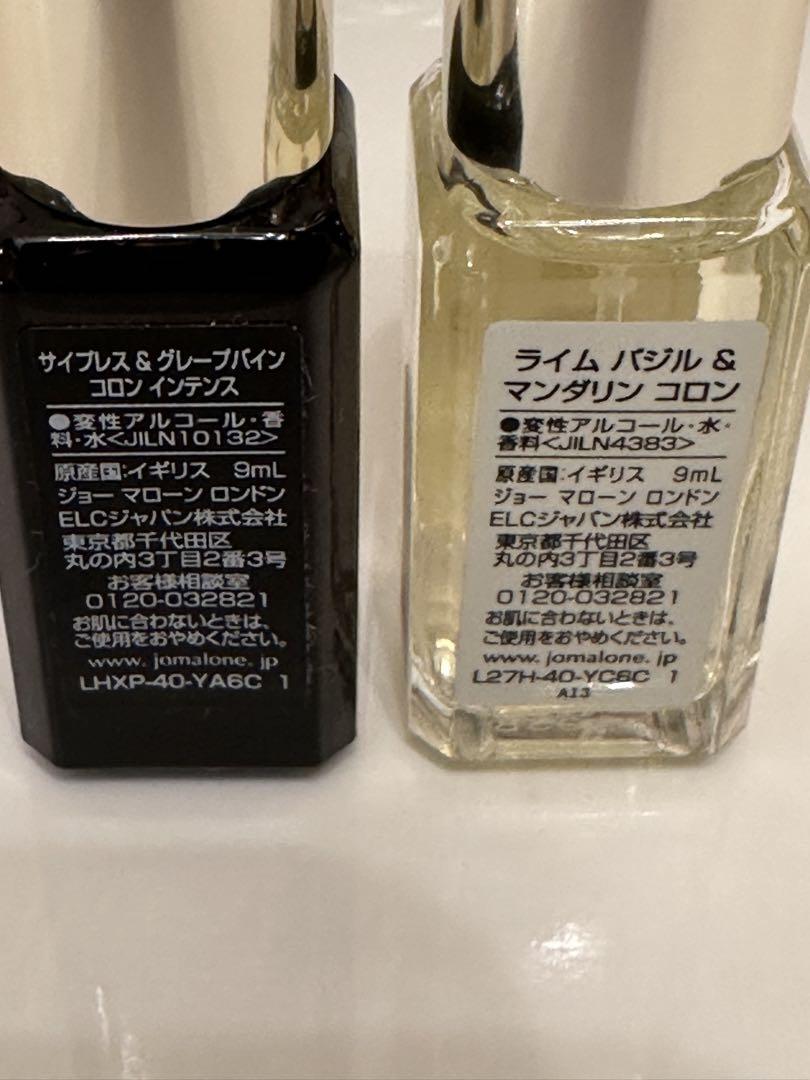 サイプレス & グレープバイン
コロン インテンス
●変性アルコール・香
料・水<JILN10132>
原産国:イギリス 9mL
ジョー マローン ロンドン
ELCジャパン株式会社
東京都千代田区
丸の内3丁目2番3号
お客様相談室
0120-032821
お肌に合わないときは、
ご使用をおやめください。
www.jomalone.jp
LHXP-40-YA6C 1
ライム バジル &
マンダリン コロン
●変性アルコール・水・
香料<JILN4383>
原産国:イギリス 9mL
ジョー マローン ロンドン
ELCジャパン株式会社
東京都千代田区
丸の内3丁目2番3号
お客様相談室
0120-032821
お肌に合わないときは、
ご使用をおやめください。
www.jomalone.jp
L27H-40-YC6C 1
A13